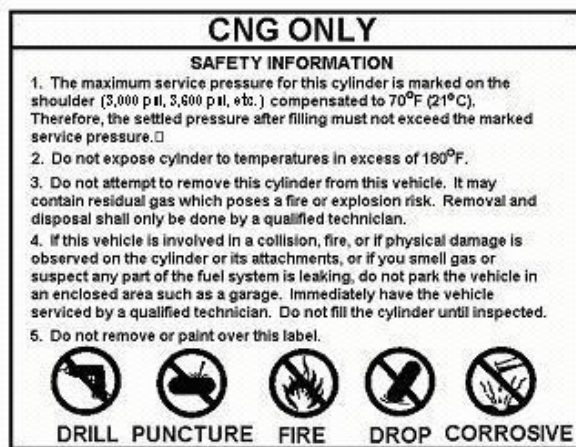 CNG ONLY
SAFETY INFORMATION
1. The maximum service pressure for this cylinder is marked on the
shoulder (3,000 psi, 3,600 psi, etc.) compensated to 70°F (21°C).
Therefore, the settled pressure after filling must not exceed the marked
service pressure.
2. Do not expose cylnder to temperatures in excess of 180°F.
3. Do not attempt to remove this cylinder from this vehicle. It may
contain residual gas which poses a fire or explosion risk. Removal and
disposal shall only be done by a qualified technician.
4. If this vehicle is involved in a collision, fire, or if physical damage is
observed on the cylinder or its attachments, or if you smell gas or
suspect any part of the fuel system is leaking, do not park the vehicle in
an enclosed area such as a garage. Immediately have the vehicle
serviced by a qualified technician. Do not fill the cylinder until inspected.
5. Do not remove or paint over this label.
DRILL PUNCTURE FIRE DROP CORROSIVE